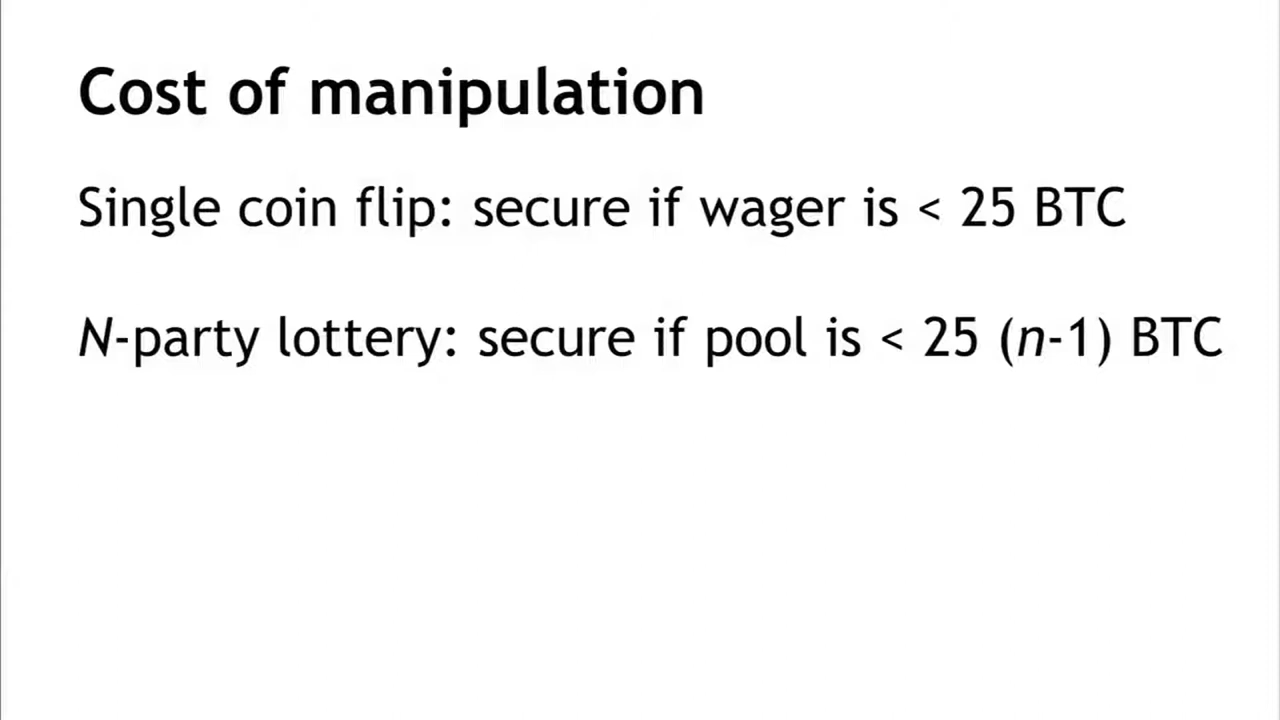 Cost of manipulation
Single coin flip: secure if wager is < 25 BTC
N-party lottery: secure if pool is < 25 (n-1) BTC